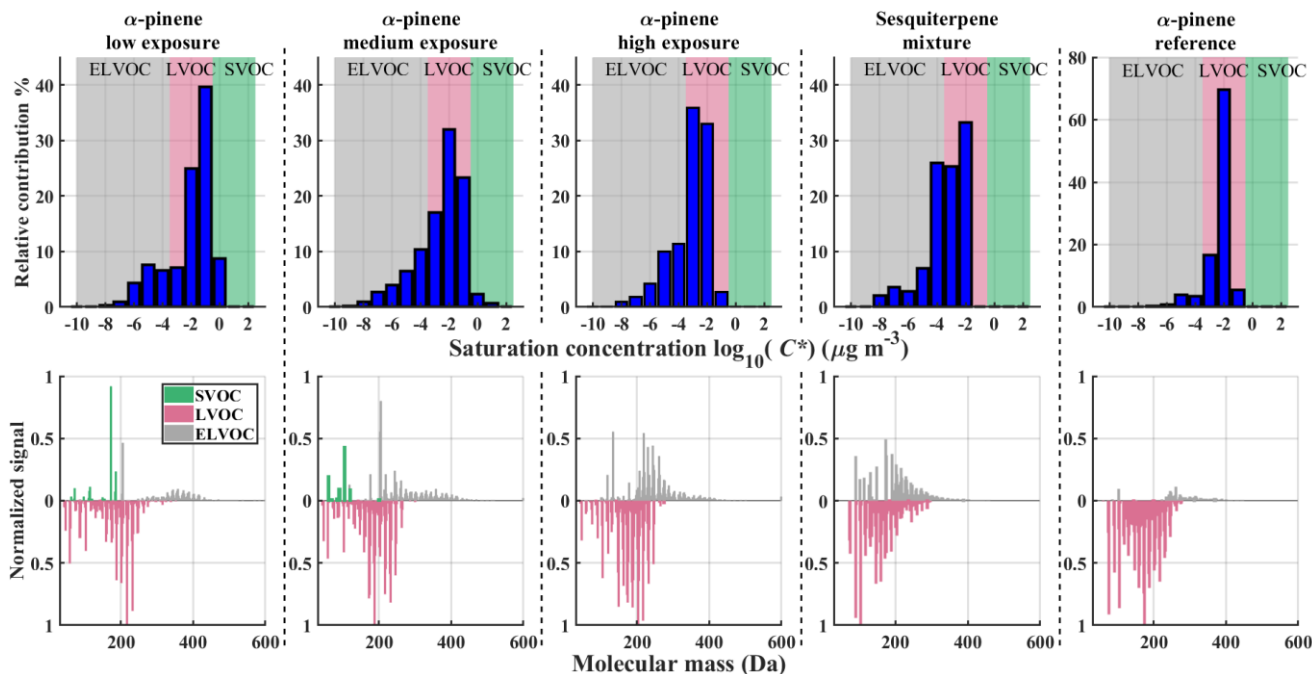 α-pinene
low exposure
α-pinene
medium exposure
α-pinene
high exposure
Sesquiterpene
mixture
α-pinene
reference
Relative contribution %
40
30
20
10
0
ELVOC LVOC SVOC
-10 -8 -6 -4 -2 0 2
40
30
20
10
0
ELVOC LVOC SVOC
-10 -8 -6 -4 -2 0 2
40
30
20
10
0
ELVOC LVOC SVOC
-10 -8 -6 -4 -2 0 2
40
30
20
10
0
ELVOC LVOC SVOC
-10 -8 -6 -4 -2 0 2
80
60
40
20
0
ELVOC LVOC SVOC
-10 -8 -6 -4 -2 0 2
Saturation concentration log10( C*) (μg m-3)
Normalized signal
1
0.5
0
0.5
1
SVOC
LVOC
ELVOC
200 400 600
1
0.5
0
0.5
1
200 400 600
1
0.5
0
0.5
1
200 400 600
1
0.5
0
0.5
1
200 400 600
1
0.5
0
0.5
1
200 400 600
Molecular mass (Da)